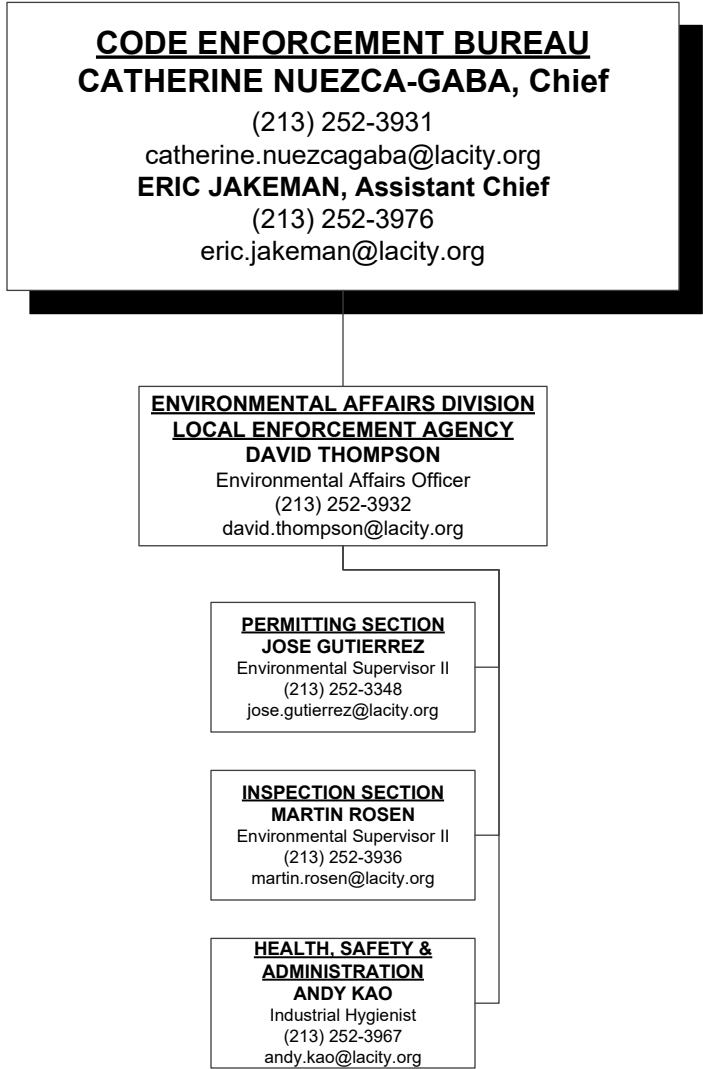 CODE ENFORCEMENT BUREAU
CATHERINE NUEZCA-GABA, Chief
(213) 252-3931
catherine.nuezcagaba@lacity.org
ERIC JAKEMAN, Assistant Chief
(213) 252-3976
eric.jakeman@lacity.org
ENVIRONMENTAL AFFAIRS DIVISION
LOCAL ENFORCEMENT AGENCY
DAVID THOMPSON
Environmental Affairs Officer
(213) 252-3932
david.thompson@lacity.org
PERMITTING SECTION
JOSE GUTIERREZ
Environmental Supervisor II
(213) 252-3348
jose.gutierrez@lacity.org
INSPECTION SECTION
MARTIN ROSEN
Environmental Supervisor II
(213) 252-3936
martin.rosen@lacity.org
HEALTH, SAFETY &
ADMINISTRATION
ANDY KAO
Industrial Hygienist
(213) 252-3967
andy.kao@lacity.org